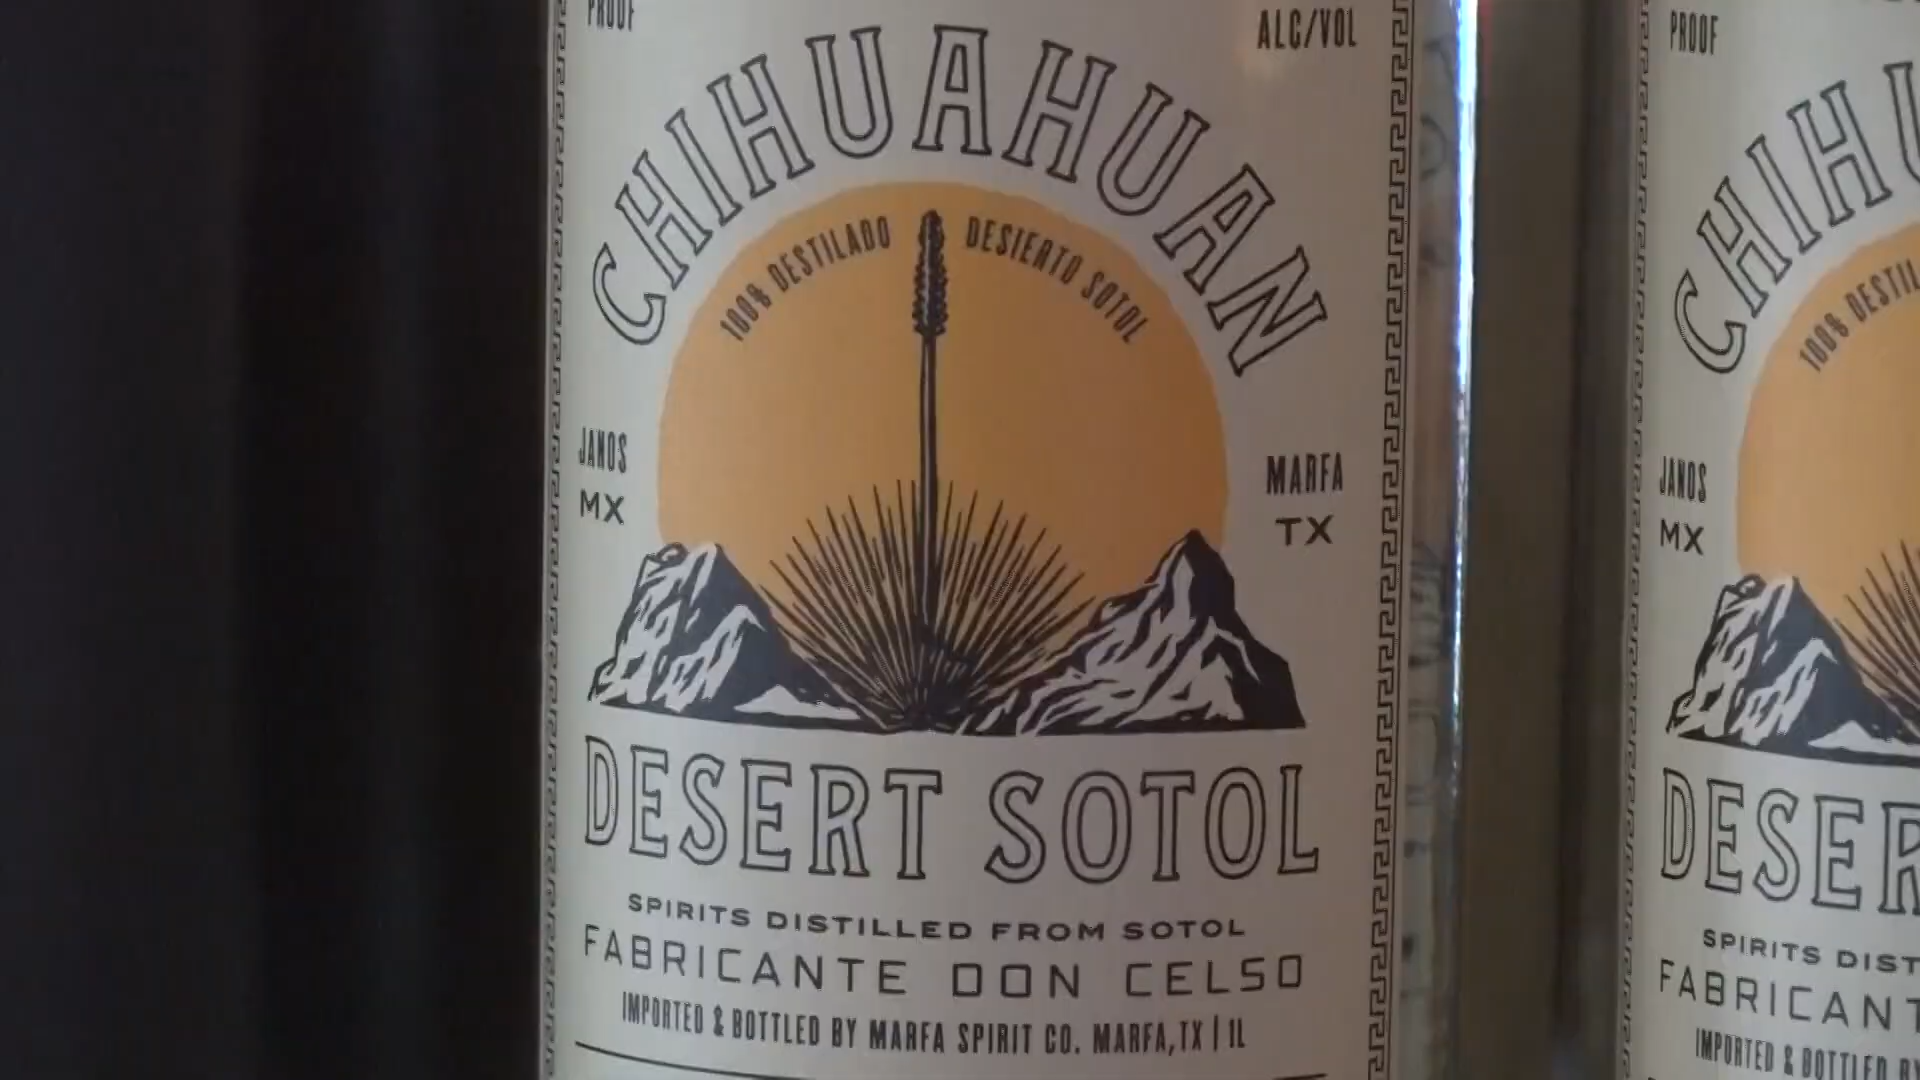 PROOF
ALC/VOL
CHIHUAHUAN
100% DESTILADO DESIERTO SOTOL
JANOS
MX
MARFA
TX
DESERT SOTOL
SPIRITS DISTILLED FROM SOTOL
FABRICANTE DON CELSO
IMPORTED & BOTTLED BY MARFA SPIRIT CO. MARFA, TX | 1L
PROOF
CHIHU
100% DESTIL
JANOS
MX
DESER
SPIRITS DIST
FABRICANT
IMPORTED & BOTTLED BY